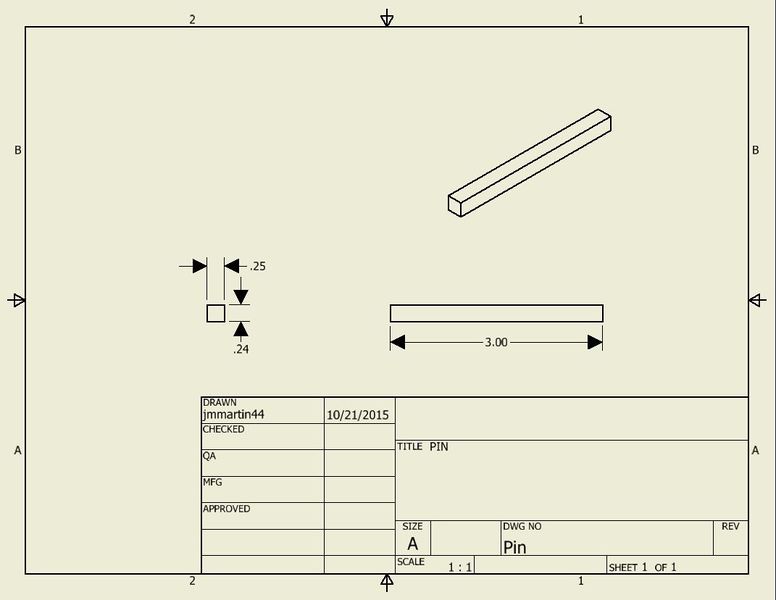 2 1
B B
.25
.24
3.00
A A
DRAWN
jmmartin44 10/21/2015
CHECKED
QA
MFG
APPROVED
TITLE PIN
SIZE
A
DWG NO
Pin
REV
SCALE 1 : 1
SHEET 1 OF 1
2 1